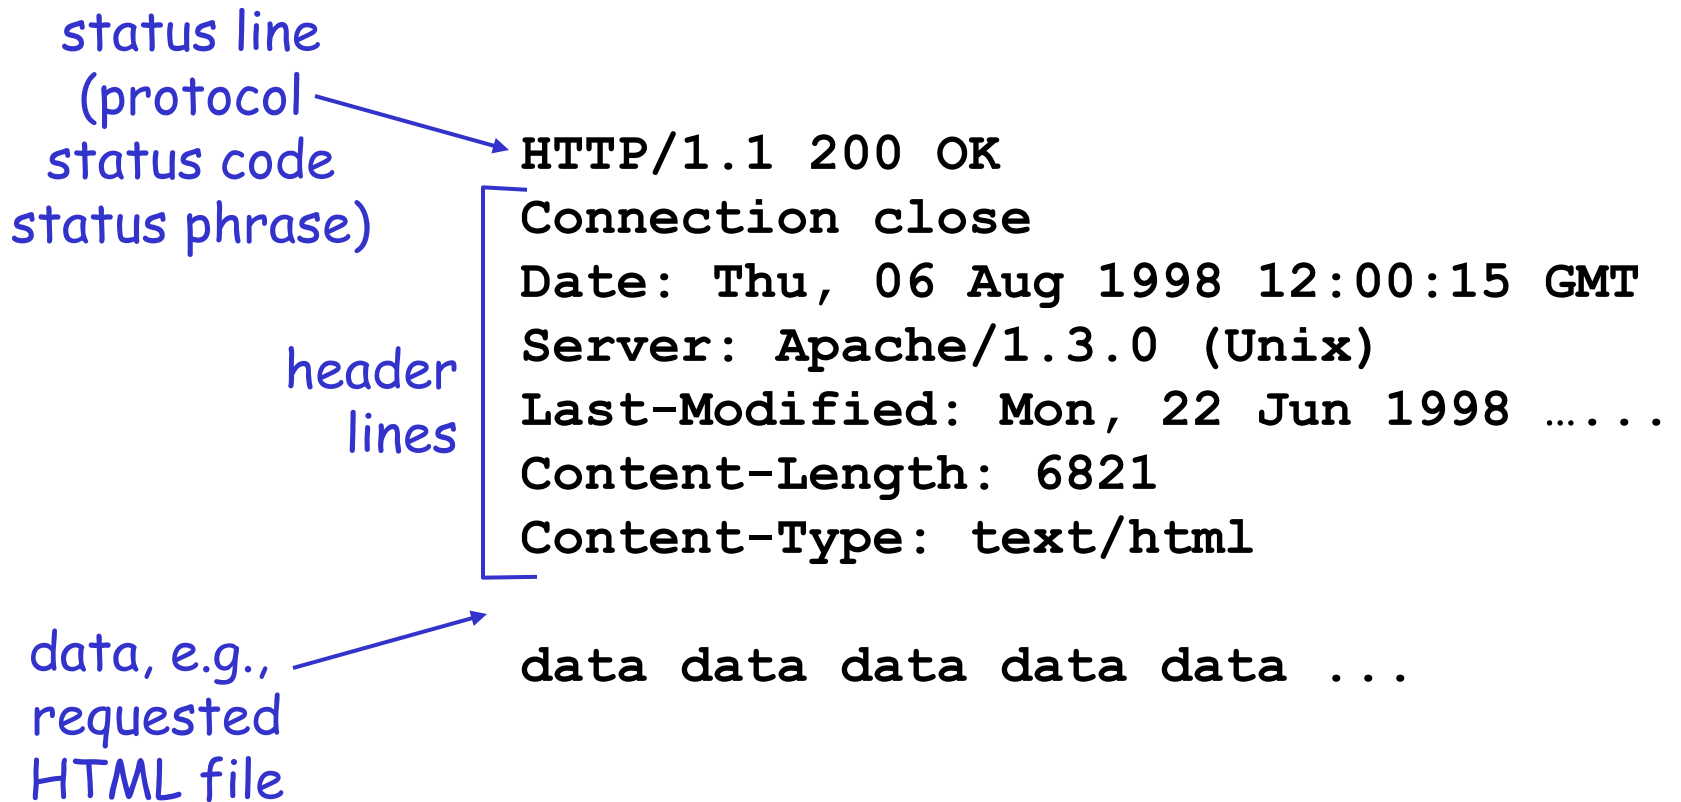 status line
(protocol
status code
status phrase)
HTTP/1.1 200 OK
Connection close
Date: Thu, 06 Aug 1998 12:00:15 GMT
Server: Apache/1.3.0 (Unix)
Last-Modified: Mon, 22 Jun 1998 …...
Content-Length: 6821
Content-Type: text/html
header
lines
data, e.g.,
requested
HTML file
data data data data data ...